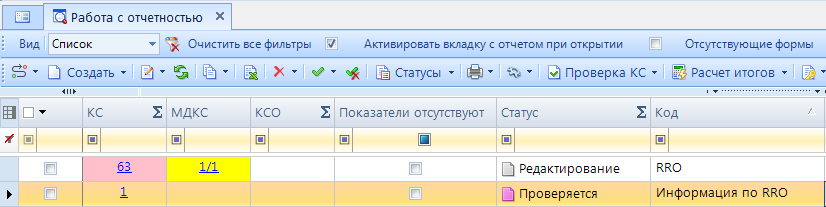 Работа с отчетностью
Вид Список Очистить все фильтры Активировать вкладку с отчетом при открытии Отсутствующие формы
Создать Статусы Проверка КС Расчет итогов
КС Σ МДКС Σ КСО Σ Показатели отсутствуют Статус Σ Код
63 1/1 Редактирование RRO
1 Проверяется Информация по RRO